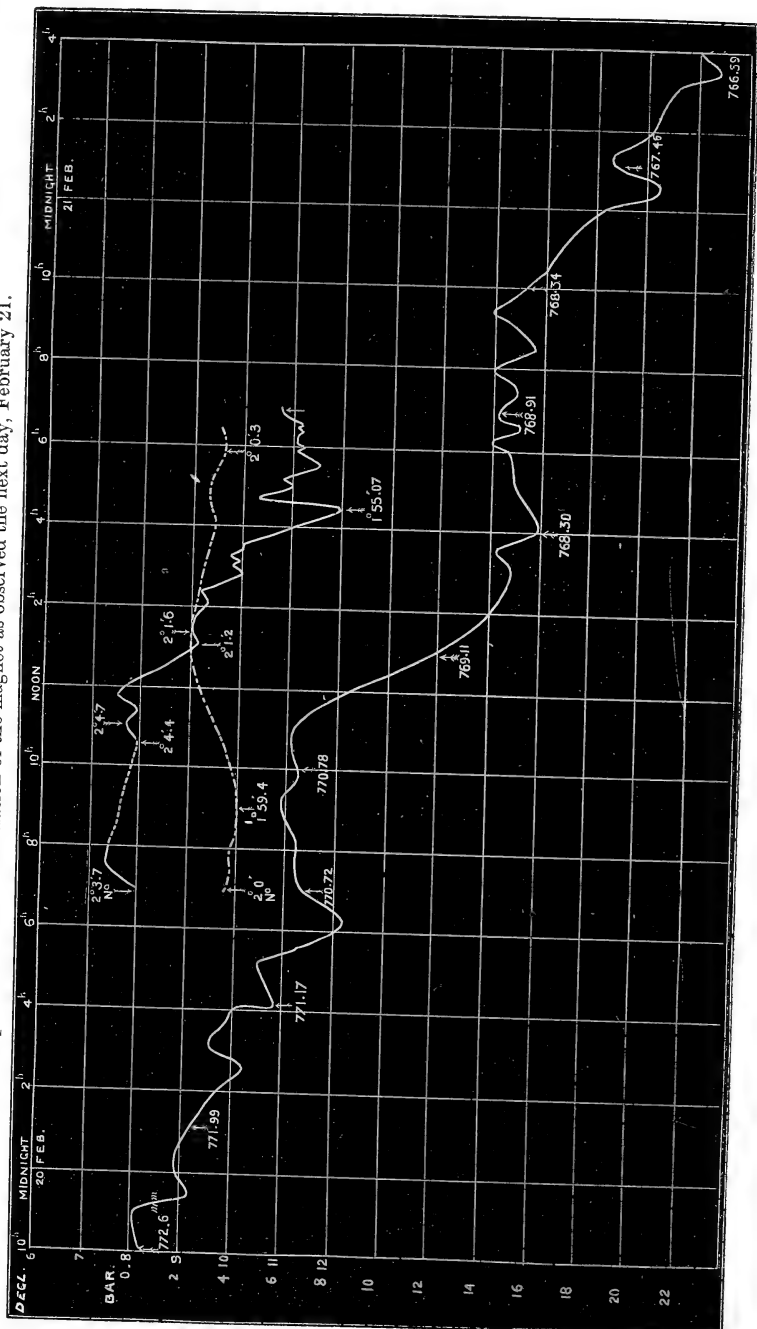 of the magnet as observed the next day, February 21.
10h
MIDNIGHT
20 FEB.
2h
4h
6h
8h
10h
NOON
2h
4h
6h
8h
10h
MIDNIGHT
21 FEB.
2h
4h
DECL. 6
7
BAR. 0.8
2 9
4 10
6 11
8 12
10
12
14
16
18
20
22
2°3'.7
N°
2°4'.7
2°4'.4
2°1'.6
2°1'.2
1°55'.07
2°0'
N°
1°59'.4
2°0'.3
772.6 mm
771.99
771.17
770.72
770.78
769.11
768.30
768.91
768.34
767.46
766.59